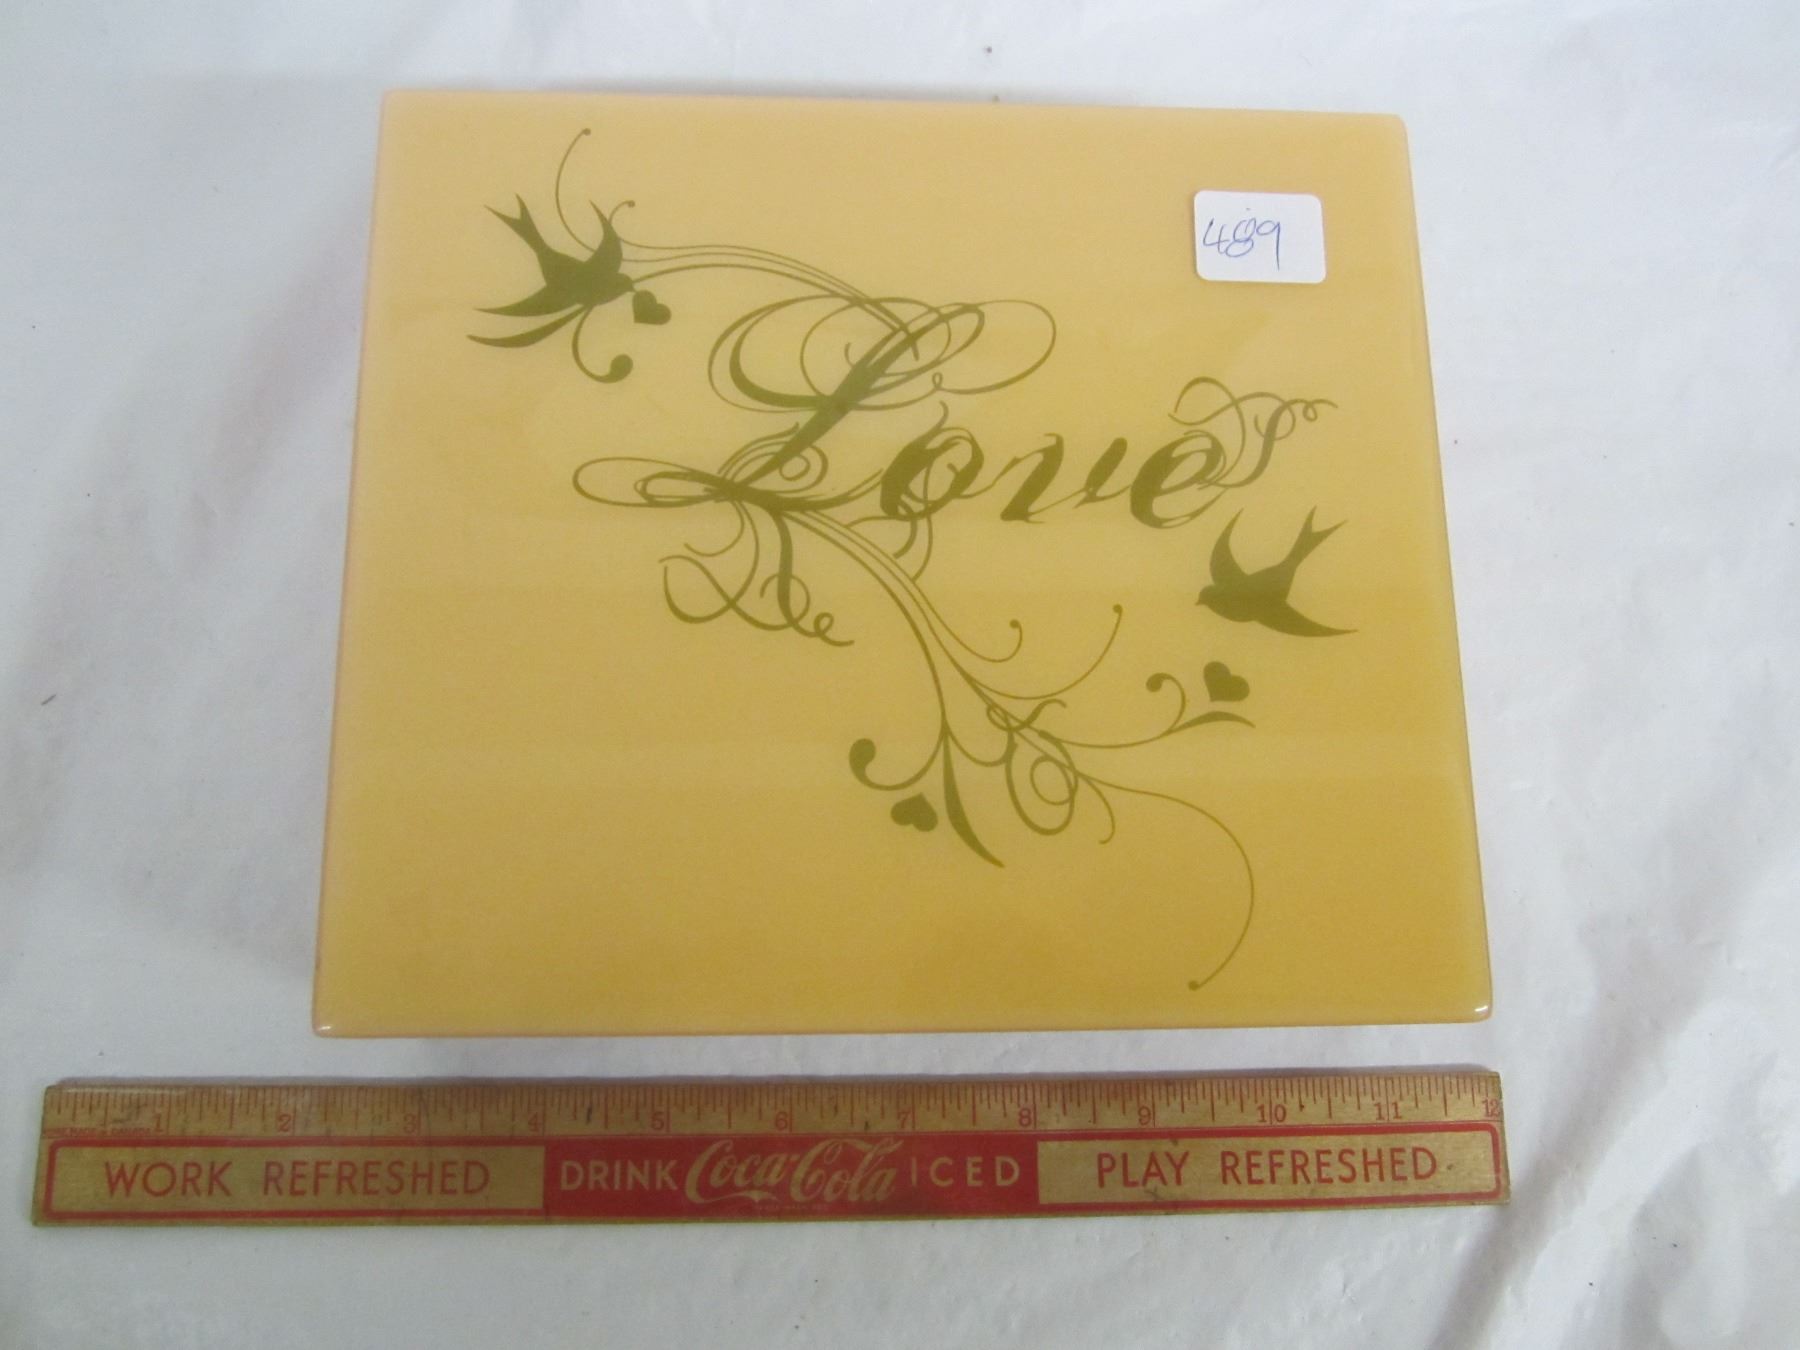 489
Love
1 2 3 4 5 6 7 8 9 10 11 12
WORK REFRESHED DRINK Coca-Cola ICED PLAY REFRESHED